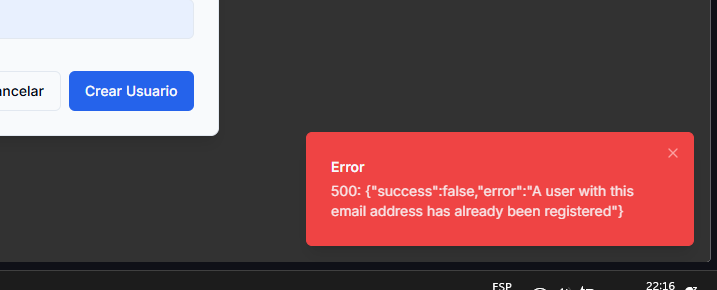 Crear Usuario
Error
500: {"success":false,"error":"A user with this
email address has already been registered"}
ESP
22:16